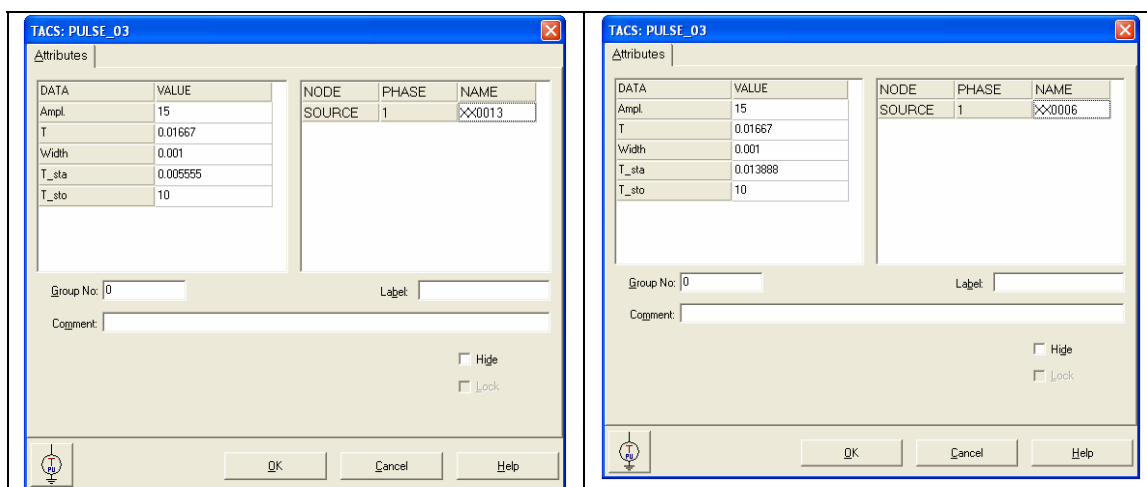 TACS: PULSE_03
Attributes
DATA VALUE
Ampl. 15
T 0.01667
Width 0.001
T_sta 0.005555
T_sto 10
NODE PHASE NAME
SOURCE 1 XX0013
Group No: 0
Label:
Comment:
Hide
Lock
T
PU
OK Cancel Help
TACS: PULSE_03
Attributes
DATA VALUE
Ampl. 15
T 0.01667
Width 0.001
T_sta 0.013888
T_sto 10
NODE PHASE NAME
SOURCE 1 XX0006
Group No: 0
Label:
Comment:
Hide
Lock
T
PU
OK Cancel Help